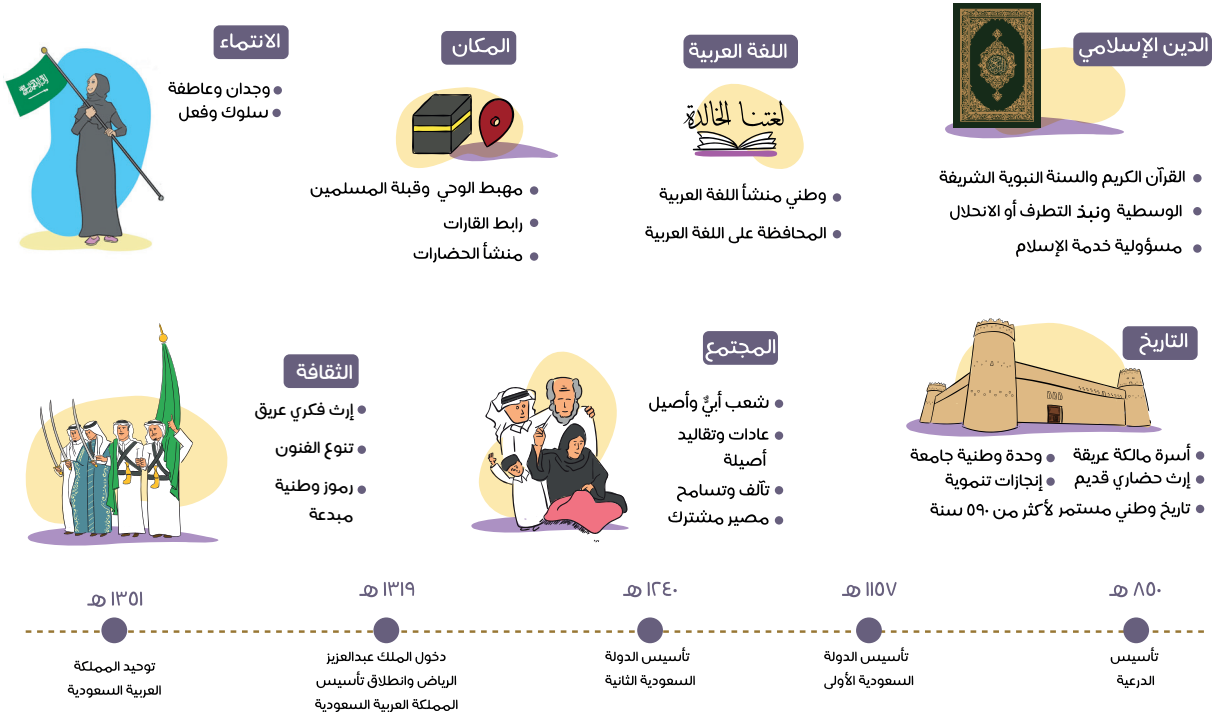 الدين الإسلامي
القرآن الكريم والسنة النبوية الشريفة
الوسطية ونبذ التطرف أو الانحلال
مسؤولية خدمة الإسلام
اللغة العربية
لغتنا الخالدة
وطني منشأ اللغة العربية
المحافظة على اللغة العربية
المكان
مهبط الوحي وقبلة المسلمين
رابط القارات
منشأ الحضارات
الانتماء
وجدان وعاطفة
سلوك وفعل
التاريخ
أسرة مالكة عريقة
وحدة وطنية جامعة
إرث حضاري قديم
إنجازات تنموية
تاريخ وطني مستمر لأكثر من ٥٩٠ سنة
المجتمع
شعب أبيٌّ وأصيل
عادات وتقاليد
أصيلة
تآلف وتسامح
مصير مشترك
الثقافة
إرث فكري عريق
تنوع الفنون
رموز وطنية
مبدعة
٨٥٠ هـ
تأسيس
الدرعية
١١٥٧ هـ
تأسيس الدولة
السعودية الأولى
١٢٤٠ هـ
تأسيس الدولة
السعودية الثانية
١٣١٩ هـ
دخول الملك عبدالعزيز
الرياض وانطلاق تأسيس
المملكة العربية السعودية
١٣٥١ هـ
توحيد المملكة
العربية السعودية